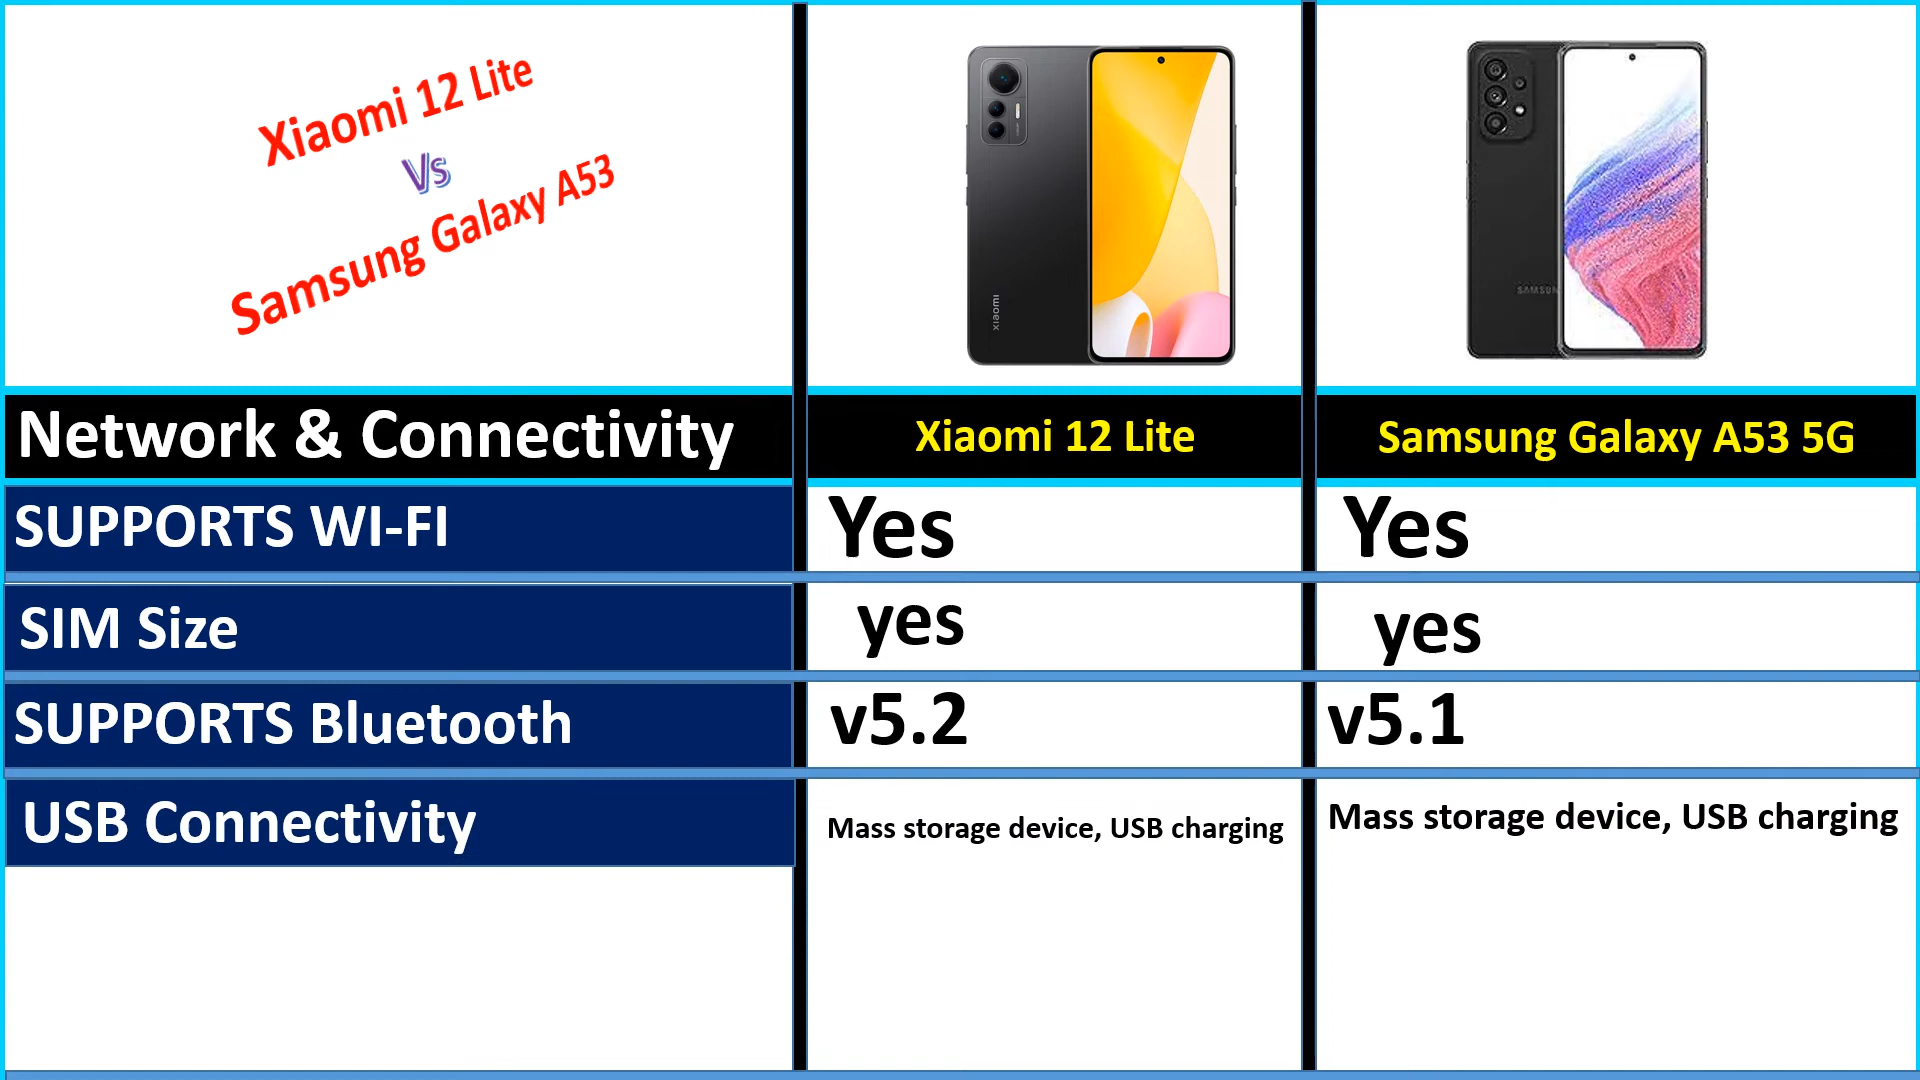 Xiaomi 12 Lite
Vs
Samsung Galaxy A53
xiaomi
SAMSUN
Network & Connectivity
Xiaomi 12 Lite
Samsung Galaxy A53 5G
SUPPORTS WI-FI
Yes
Yes
SIM Size
yes
yes
SUPPORTS Bluetooth
v5.2
v5.1
USB Connectivity
Mass storage device, USB charging
Mass storage device, USB charging